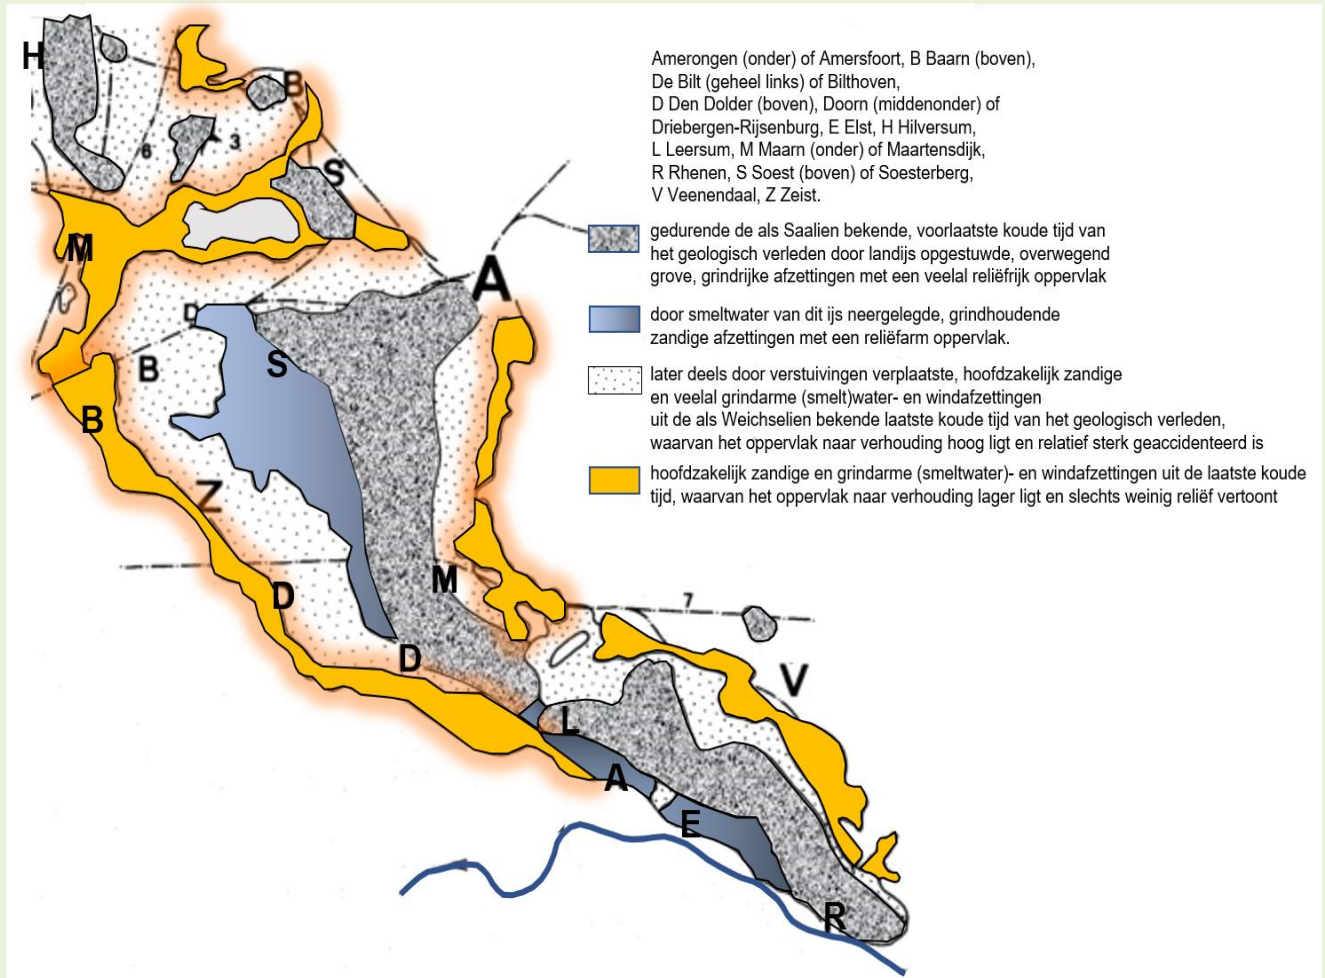 Amerongen (onder) of Amersfoort, B Baarn (boven),
De Bilt (geheel links) of Bilthoven,
D Den Dolder (boven), Doorn (middenonder) of
Driebergen-Rijsenburg, E Elst, H Hilversum,
L Leersum, M Maarn (onder) of Maartensdijk,
R Rhenen, S Soest (boven) of Soesterberg,
V Veenendaal, Z Zeist.
gedurende de als Saalien bekende, voorlaatste koude tijd van
het geologisch verleden door landijs opgestuwde, overwegend
grove, grindrijke afzettingen met een veelal reliëfrijk oppervlak
door smeltwater van dit ijs neergelegde, grindhoudende
zandige afzettingen met een reliëfarm oppervlak.
later deels door verstuivingen verplaatste, hoofdzakelijk zandige
en veelal grindarme (smelt)water- en windafzettingen
uit de als Weichselien bekende laatste koude tijd van het geologisch verleden,
waarvan het oppervlak naar verhouding hoog ligt en relatief sterk geaccidenteerd is
hoofdzakelijk zandige en grindarme (smeltwater)- en windafzettingen uit de laatste koude
tijd, waarvan het oppervlak naar verhouding lager ligt en slechts weinig reliëf vertoont
H
B
6
3
S
M
A
D
B
S
B
Z
D
M
7
D
V
L
A
E
R